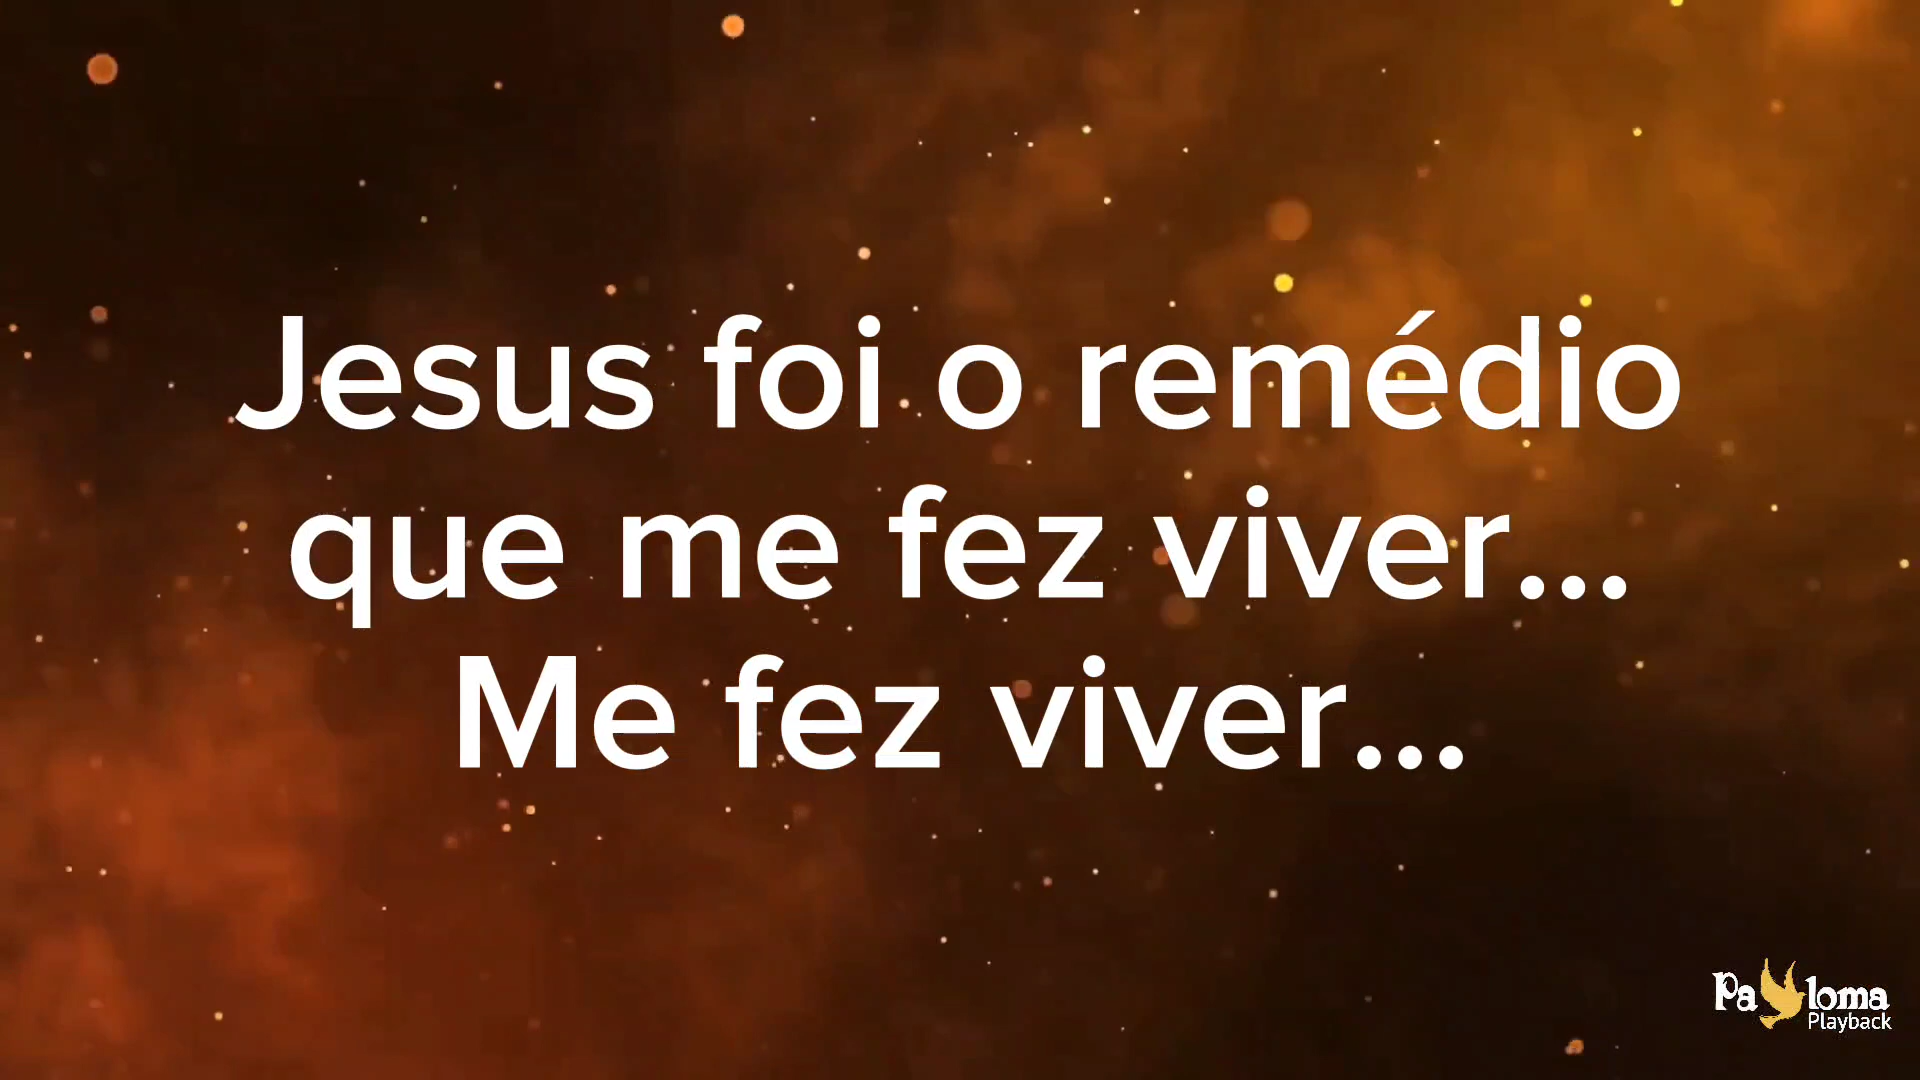 Jesus foi o remédio
que me fez viver...
Me fez viver...
Paloma
Playback